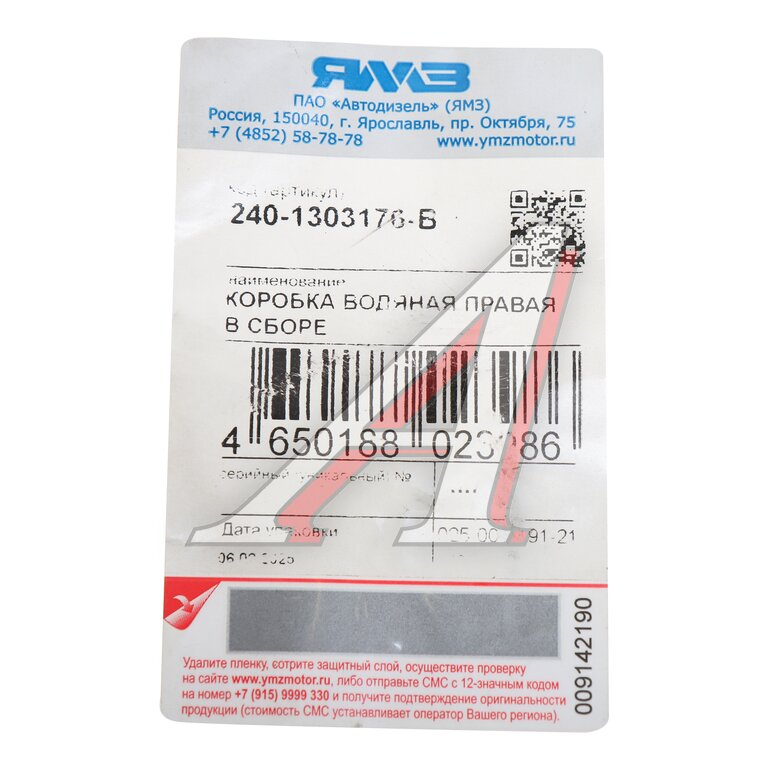 ЯМЗ
ПАО «Автодизель» (ЯМЗ)
Россия, 150040, г. Ярославль, пр. Октября, 75
+7 (4852) 58-78-78 www.ymzmotor.ru
240-1303176-Б
наименование
КОРОБКА ВОДЯНАЯ ПРАВАЯ
В СБОРЕ
4 650188
серийный (уникальный) №
Дата упаковки
009142190
Удалите пленку, сотрите защитный слой, осуществите проверку
на сайте www.ymzmotor.ru, либо отправьте СМС с 12-значным кодом
на номер +7 (915) 9999 330 и получите подтверждение оригинальности
продукции (стоимость СМС устанавливает оператор Вашего региона).